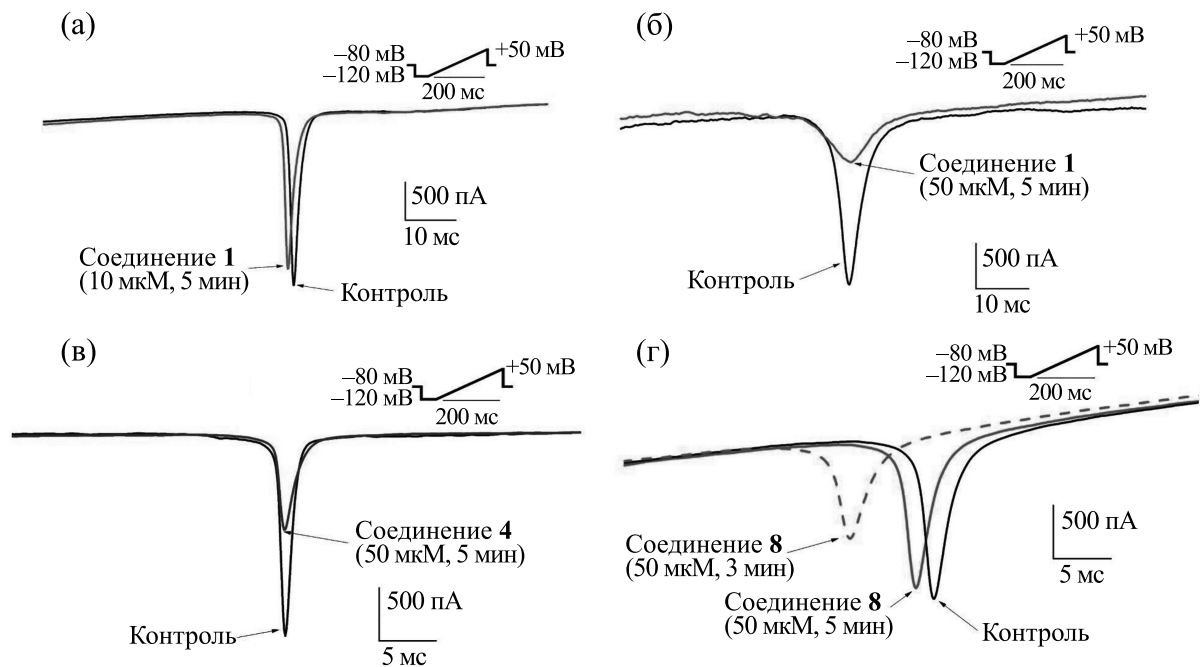 (а)
–80 мВ
–120 мВ
+50 мВ
200 мс
500 пА
10 мс
Соединение 1
(10 мкМ, 5 мин)
Контроль
(б)
–80 мВ
–120 мВ
+50 мВ
200 мс
Соединение 1
(50 мкМ, 5 мин)
500 пА
10 мс
Контроль
(в)
–80 мВ
–120 мВ
+50 мВ
200 мс
Соединение 4
(50 мкМ, 5 мин)
500 пА
5 мс
Контроль
(г)
–80 мВ
–120 мВ
+50 мВ
200 мс
500 пА
5 мс
Соединение 8
(50 мкМ, 3 мин)
Соединение 8
(50 мкМ, 5 мин)
Контроль